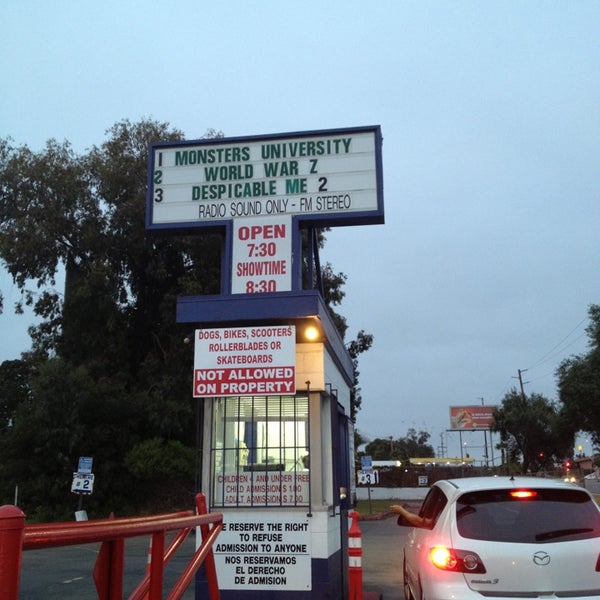 1 MONSTERS UNIVERSITY
2 WORLD WAR Z
3 DESPICABLE ME 2
RADIO SOUND ONLY - FM STEREO
OPEN
7:30
SHOWTIME
8:30
DOGS, BIKES, SCOOTERS
ROLLERBLADES OR
SKATEBOARDS
NOT ALLOWED
ON PROPERTY
CHILDREN 4 AND UNDER FREE
CHILD ADMISSION $ 1.00
ADULT ADMISSION $ 7.00
WE RESERVE THE RIGHT
TO REFUSE
ADMISSION TO ANYONE
NOS RESERVAMOS
EL DERECHO
DE ADMISION
# 2